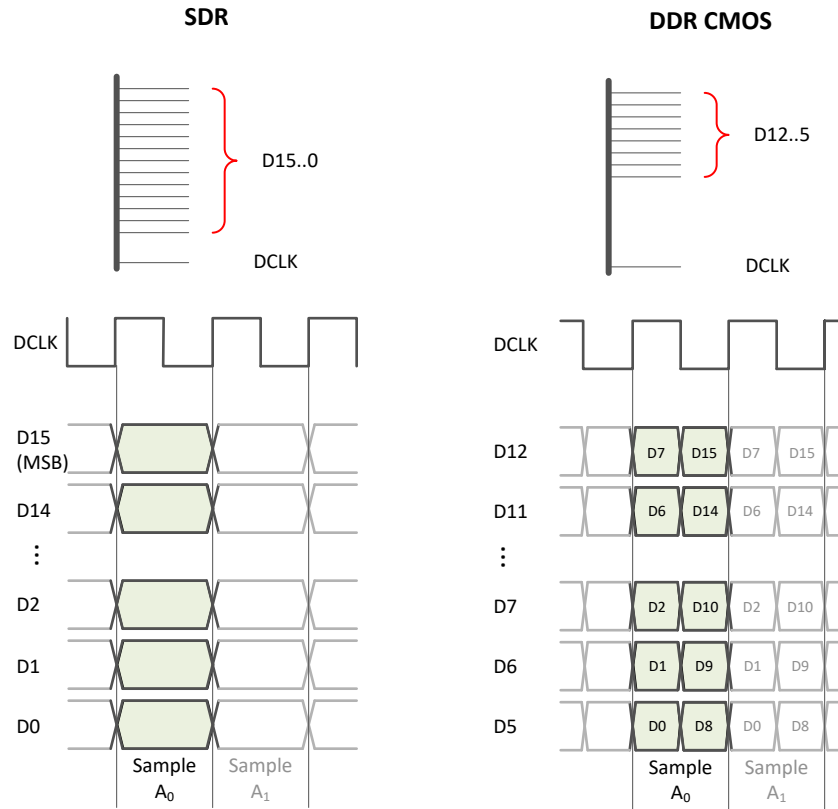 SDR
D15..0
DCLK
DCLK
D15
(MSB)
D14
⋮
D2
D1
D0
Sample
A₀
Sample
A₁
DDR CMOS
D12..5
DCLK
DCLK
D12 D7 D15 D7 D15
D11 D6 D14 D6 D14
⋮
D7 D2 D10 D2 D10
D6 D1 D9 D1 D9
D5 D0 D8 D0 D8
Sample
A₀
Sample
A₁